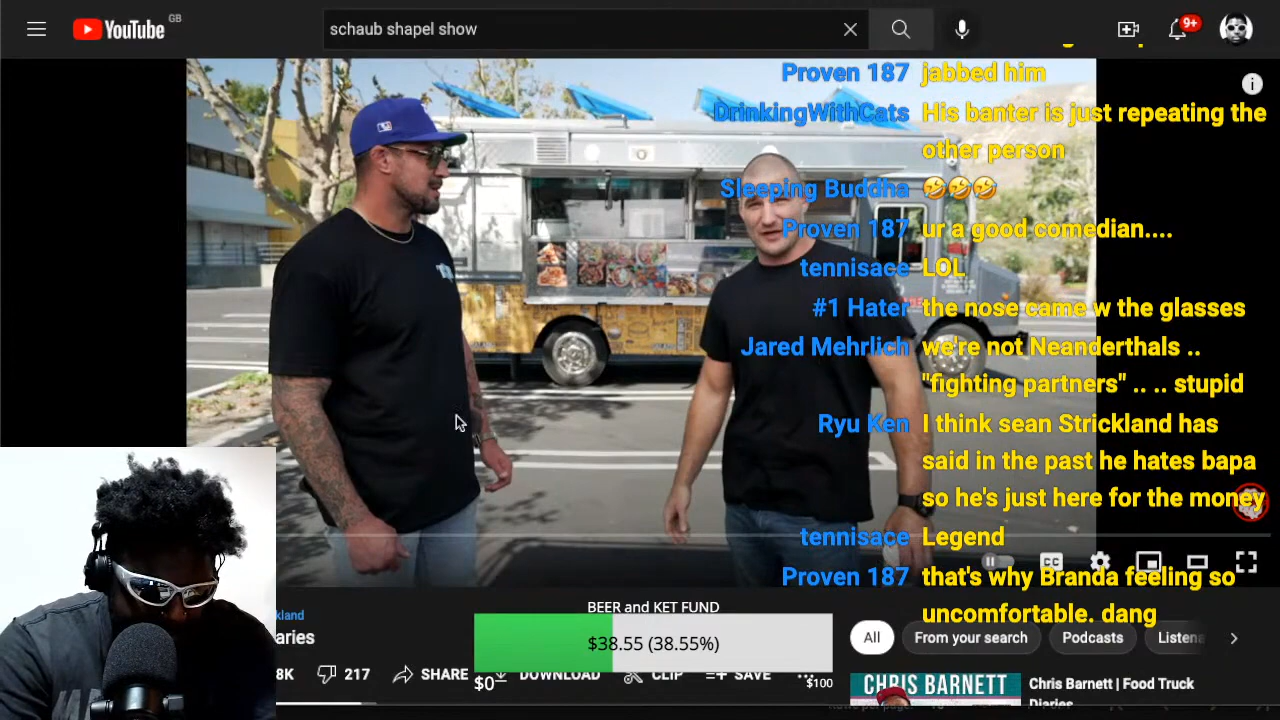 YouTube GB
schaub shapel show
9+
Proven 187 jabbed him
DrinkingWithCats His banter is just repeating the
other person
Sleeping Buddha 🤣🤣🤣
Proven 187 ur a good comedian....
tennisace LOL
#1 Hater the nose came w the glasses
Jared Mehrlich we're not Neanderthals ..
"fighting partners" .. .. stupid
Ryu Ken I think sean Strickland has
said in the past he hates bapa
so he's just here for the money
tennisace Legend
CC
Proven 187 that's why Branda feeling so
uncomfortable. dang
BEER and KET FUND
kland
aries
$38.55 (38.55%)
All From your search Podcasts Listena
8K 217 SHARE DOWNLOAD CLIP SAVE
$0 $100
CHRIS BARNETT
Chris Barnett | Food Truck
Diaries